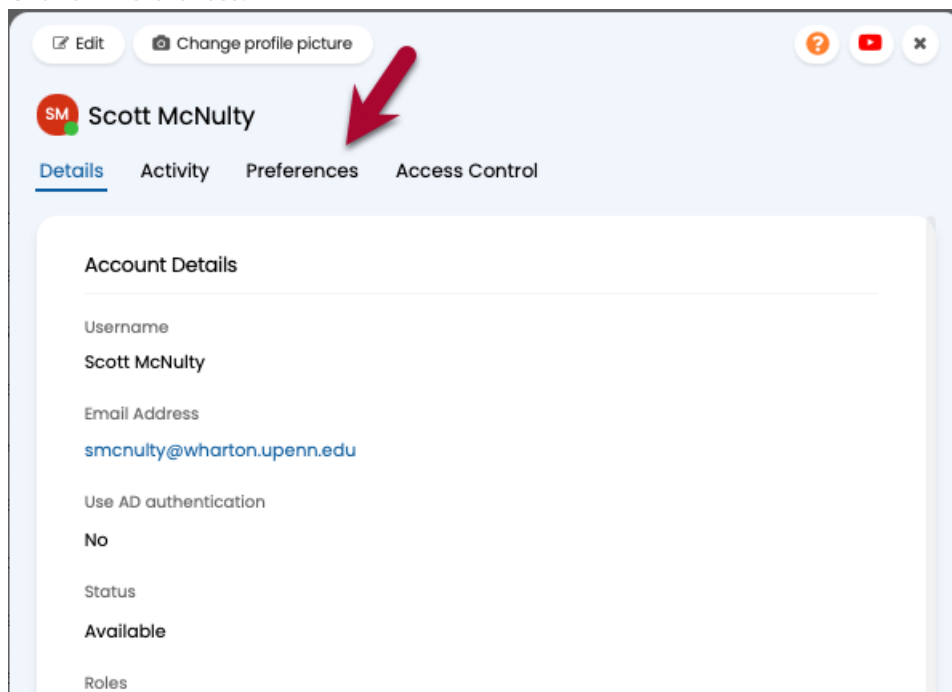 Edit Change profile picture
SM Scott McNulty
Details Activity Preferences Access Control
Account Details
Username
Scott McNulty
Email Address
smcnulty@wharton.upenn.edu
Use AD authentication
No
Status
Available
Roles